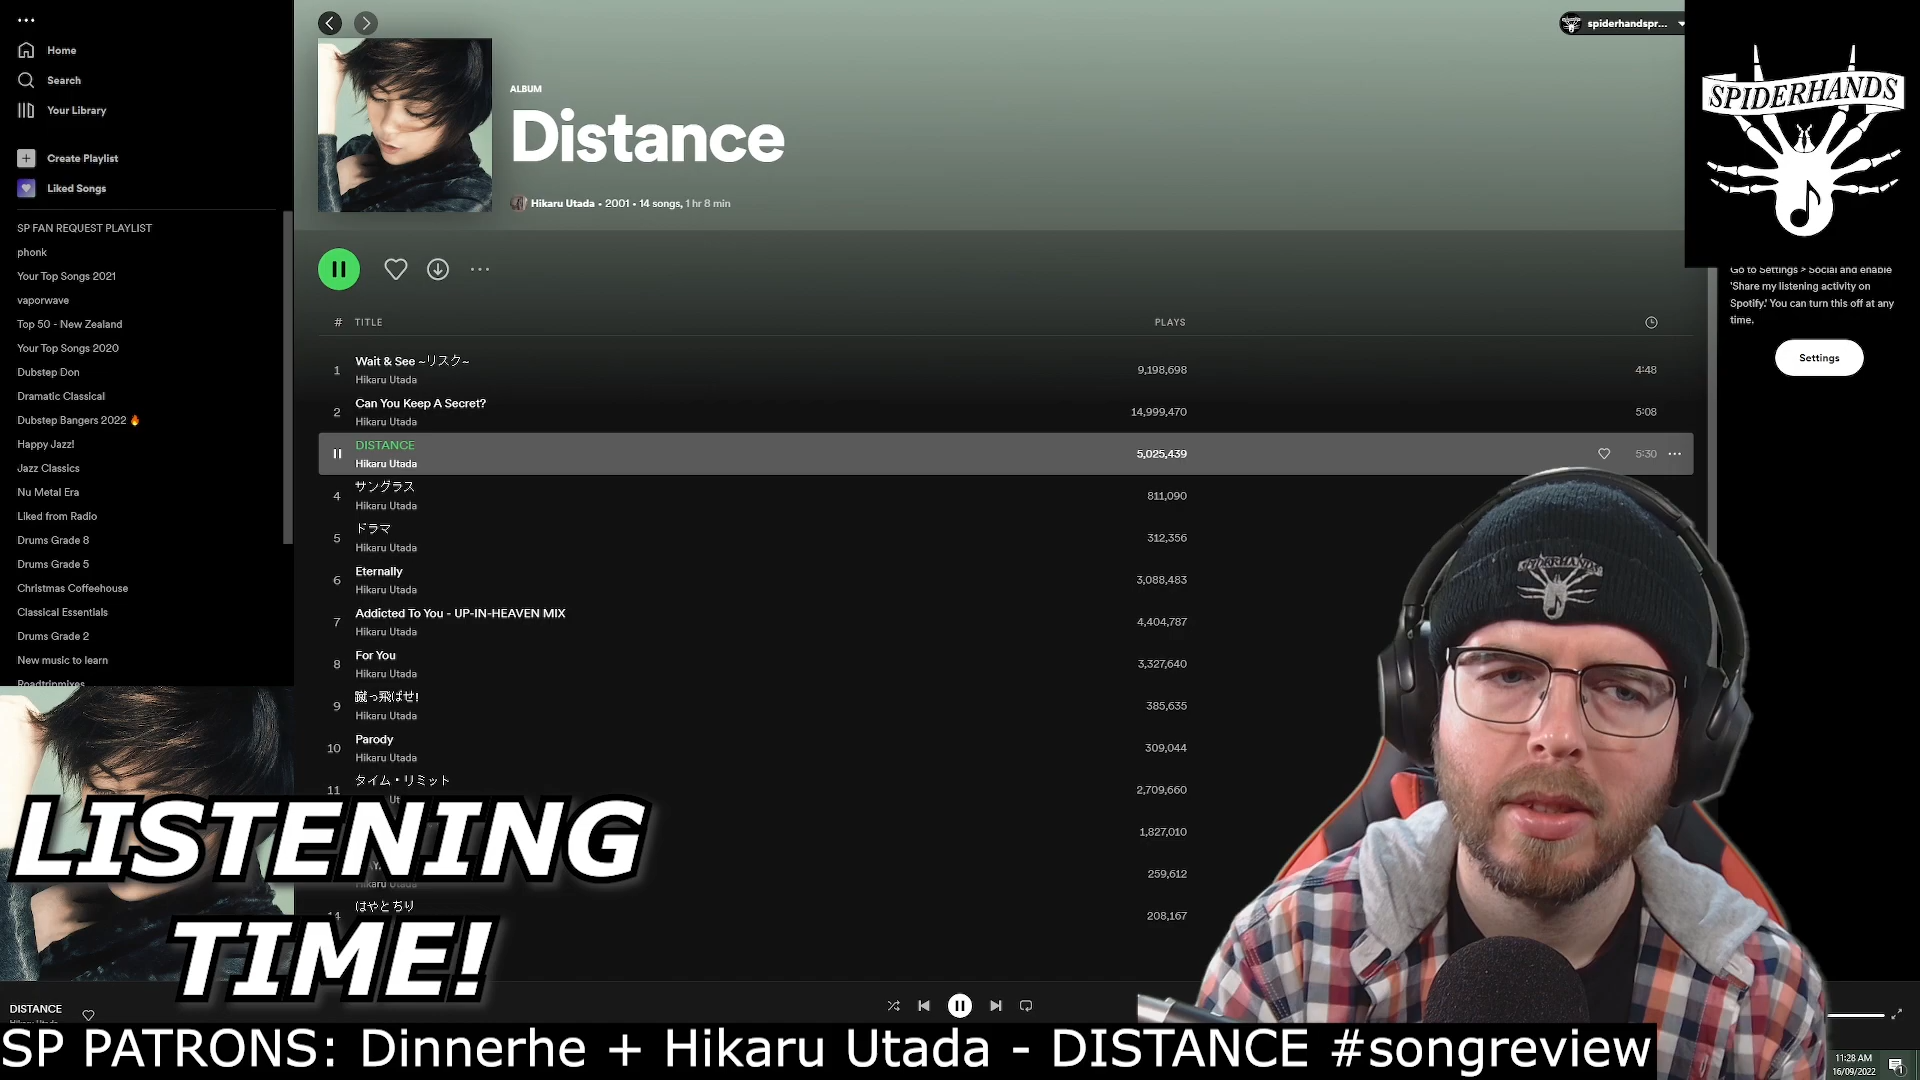 Home
Search
Your Library
Create Playlist
Liked Songs
SP FAN REQUEST PLAYLIST
phonk
Your Top Songs 2021
vaporwave
Top 50 - New Zealand
Your Top Songs 2020
Dubstep Don
Dramatic Classical
Dubstep Bangers 2022 🔥
Happy Jazz!
Jazz Classics
Nu Metal Era
Liked from Radio
Drums Grade 8
Drums Grade 5
Christmas Coffeehouse
Classical Essentials
Drums Grade 2
New music to learn
Roadtripmixes
ALBUM
Distance
Hikaru Utada • 2001 • 14 songs, 1 hr 8 min
spiderhandspr...
SPIDERHANDS
Go to Settings > Social and enable
'Share my listening activity on
Spotify.' You can turn this off at any
time.
Settings
# TITLE PLAYS
1 Wait & See ~リスク~ 9,198,698 4:48
Hikaru Utada
2 Can You Keep A Secret? 14,999,470 5:08
Hikaru Utada
DISTANCE 5,025,439 5:30
Hikaru Utada
4 サングラス 811,090
Hikaru Utada
5 ドラマ 312,356
Hikaru Utada
6 Eternally 3,088,483
Hikaru Utada
7 Addicted To You - UP-IN-HEAVEN MIX 4,404,787
Hikaru Utada
8 For You 3,327,640
Hikaru Utada
9 蹴っ飛ばせ! 385,635
Hikaru Utada
10 Parody 309,044
Hikaru Utada
11 タイム・リミット 2,709,660
1,827,010
259,612
Hikaru Utada
14 はやとちり 208,167
SPIDERHANDS
LISTENING
TIME!
DISTANCE
SP PATRONS: Dinnerhe + Hikaru Utada - DISTANCE #songreview
11:28 AM
16/09/2022